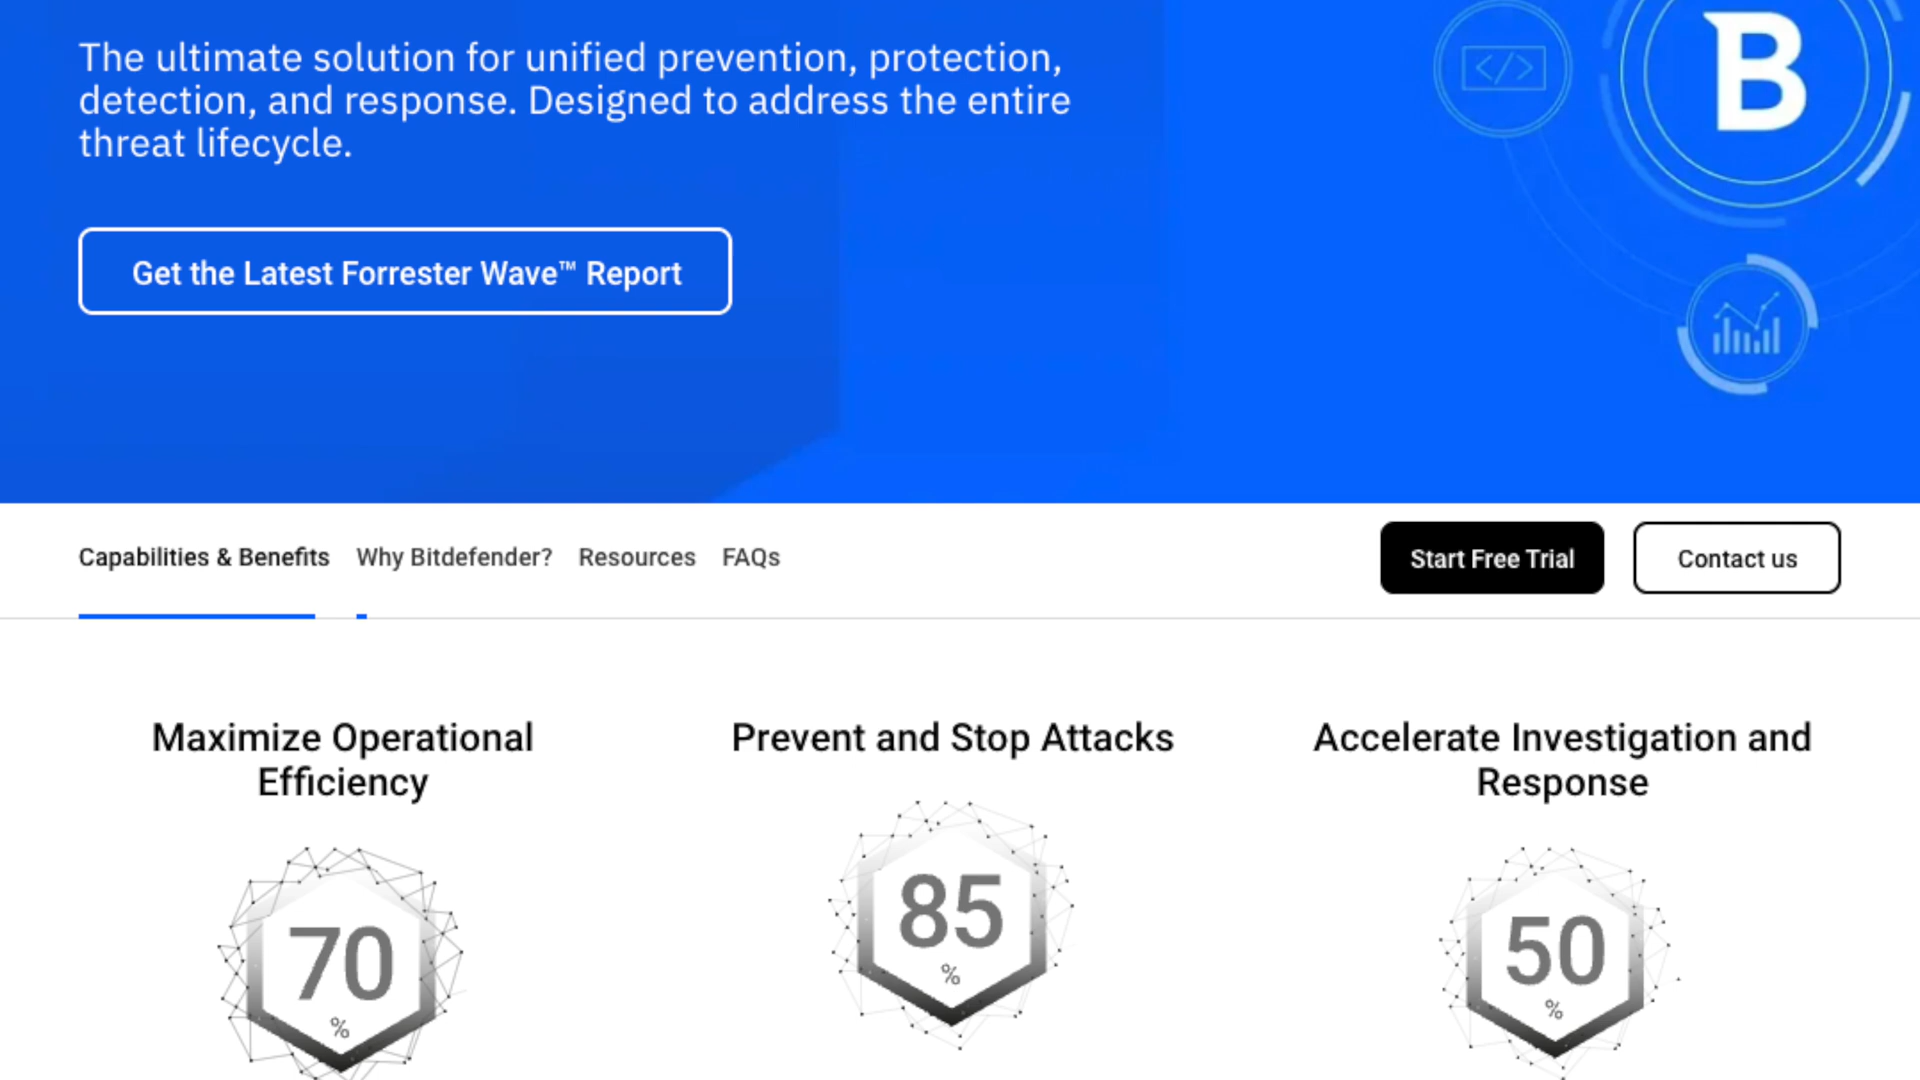 The ultimate solution for unified prevention, protection,
detection, and response. Designed to address the entire
threat lifecycle.
B
Get the Latest Forrester Wave™ Report
Capabilities & Benefits
Why Bitdefender?
Resources
FAQs
Start Free Trial
Contact us
Maximize Operational
Efficiency
70
%
Prevent and Stop Attacks
85
%
Accelerate Investigation and
Response
50
%